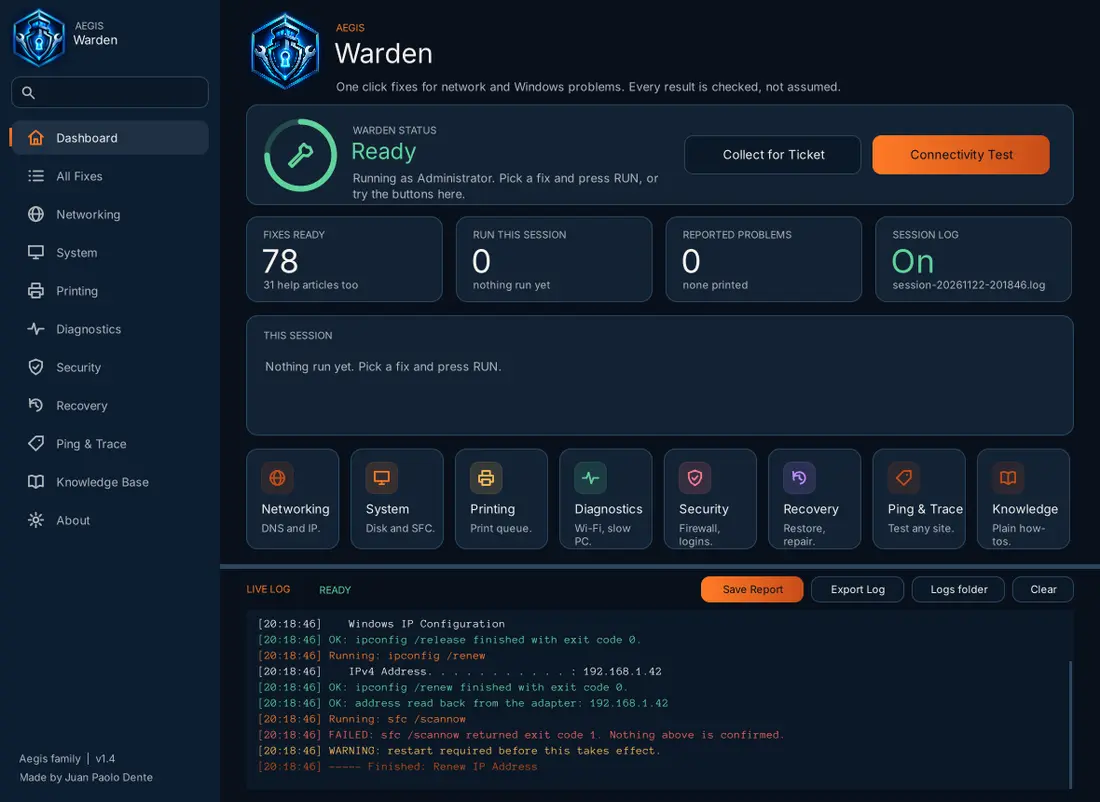 AEGIS
Warden
Dashboard
All Fixes
Networking
System
Printing
Diagnostics
Security
Recovery
Ping & Trace
Knowledge Base
About
Aegis family | v1.4
Made by Juan Paolo Dente
AEGIS
Warden
One click fixes for network and Windows problems. Every result is checked, not assumed.
WARDEN STATUS
Ready
Running as Administrator. Pick a fix and press RUN, or
try the buttons here.
Collect for Ticket
Connectivity Test
FIXES READY
78
31 help articles too
RUN THIS SESSION
0
nothing run yet
REPORTED PROBLEMS
0
none printed
SESSION LOG
On
session-20261122-201846.log
THIS SESSION
Nothing run yet. Pick a fix and press RUN.
Networking
DNS and IP.
System
Disk and SFC.
Printing
Print queue.
Diagnostics
Wi-Fi, slow
PC.
Security
Firewall,
logins.
Recovery
Restore,
repair.
Ping & Trace
Test any site.
Knowledge
Plain how-
tos.
LIVE LOG
READY
Save Report
Export Log
Logs folder
Clear
[20:18:46]    Windows IP Configuration
[20:18:46] OK: ipconfig /release finished with exit code 0.
[20:18:46] Running: ipconfig /renew
[20:18:46]    IPv4 Address. . . . . . . . . . . : 192.168.1.42
[20:18:46] OK: ipconfig /renew finished with exit code 0.
[20:18:46] OK: address read back from the adapter: 192.168.1.42
[20:18:46] Running: sfc /scannow
[20:18:46] FAILED: sfc /scannow returned exit code 1. Nothing above is confirmed.
[20:18:46] WARNING: restart required before this takes effect.
[20:18:46] ----- Finished: Renew IP Address